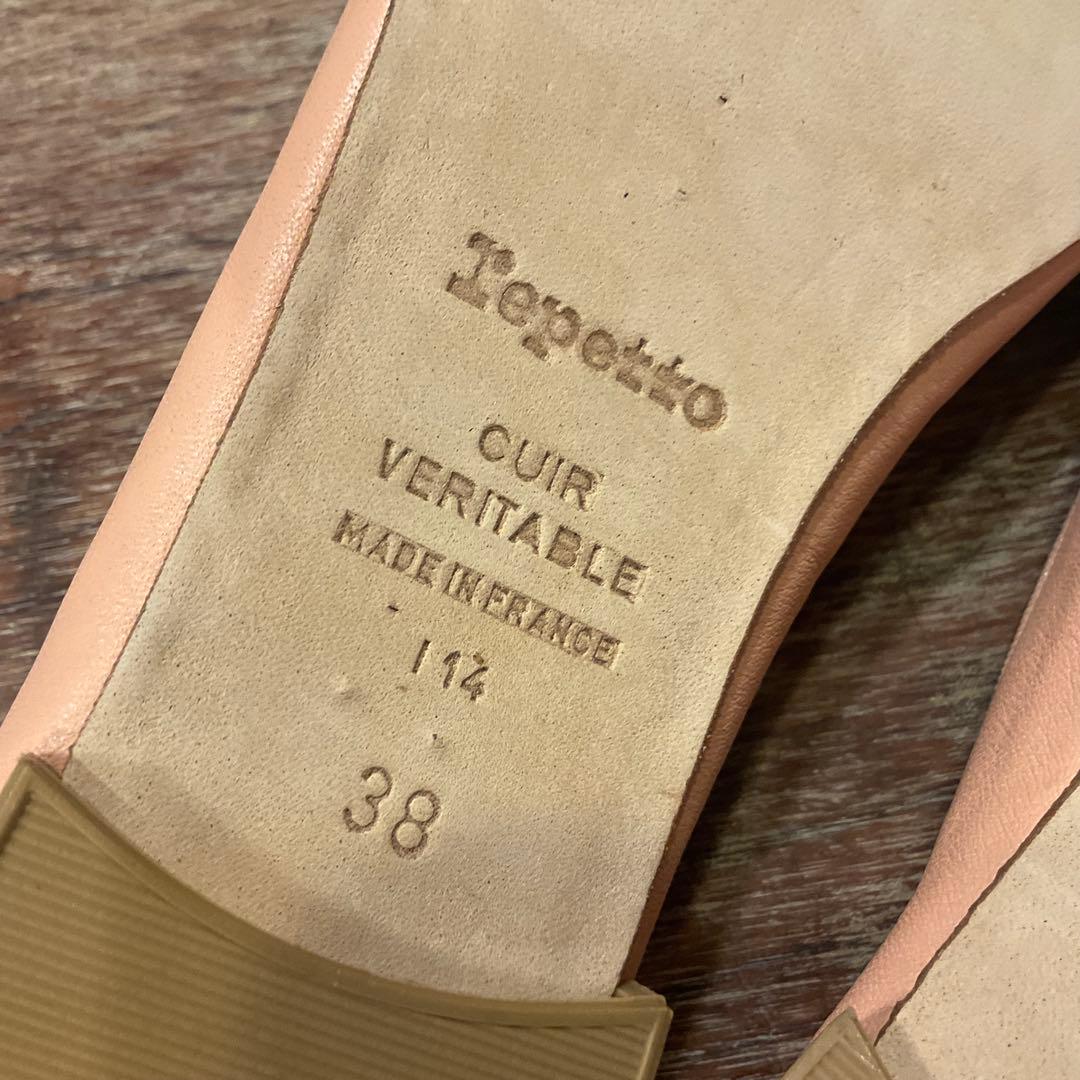 repetto
CUIR
VERITABLE
MADE IN FRANCE
I 14
38